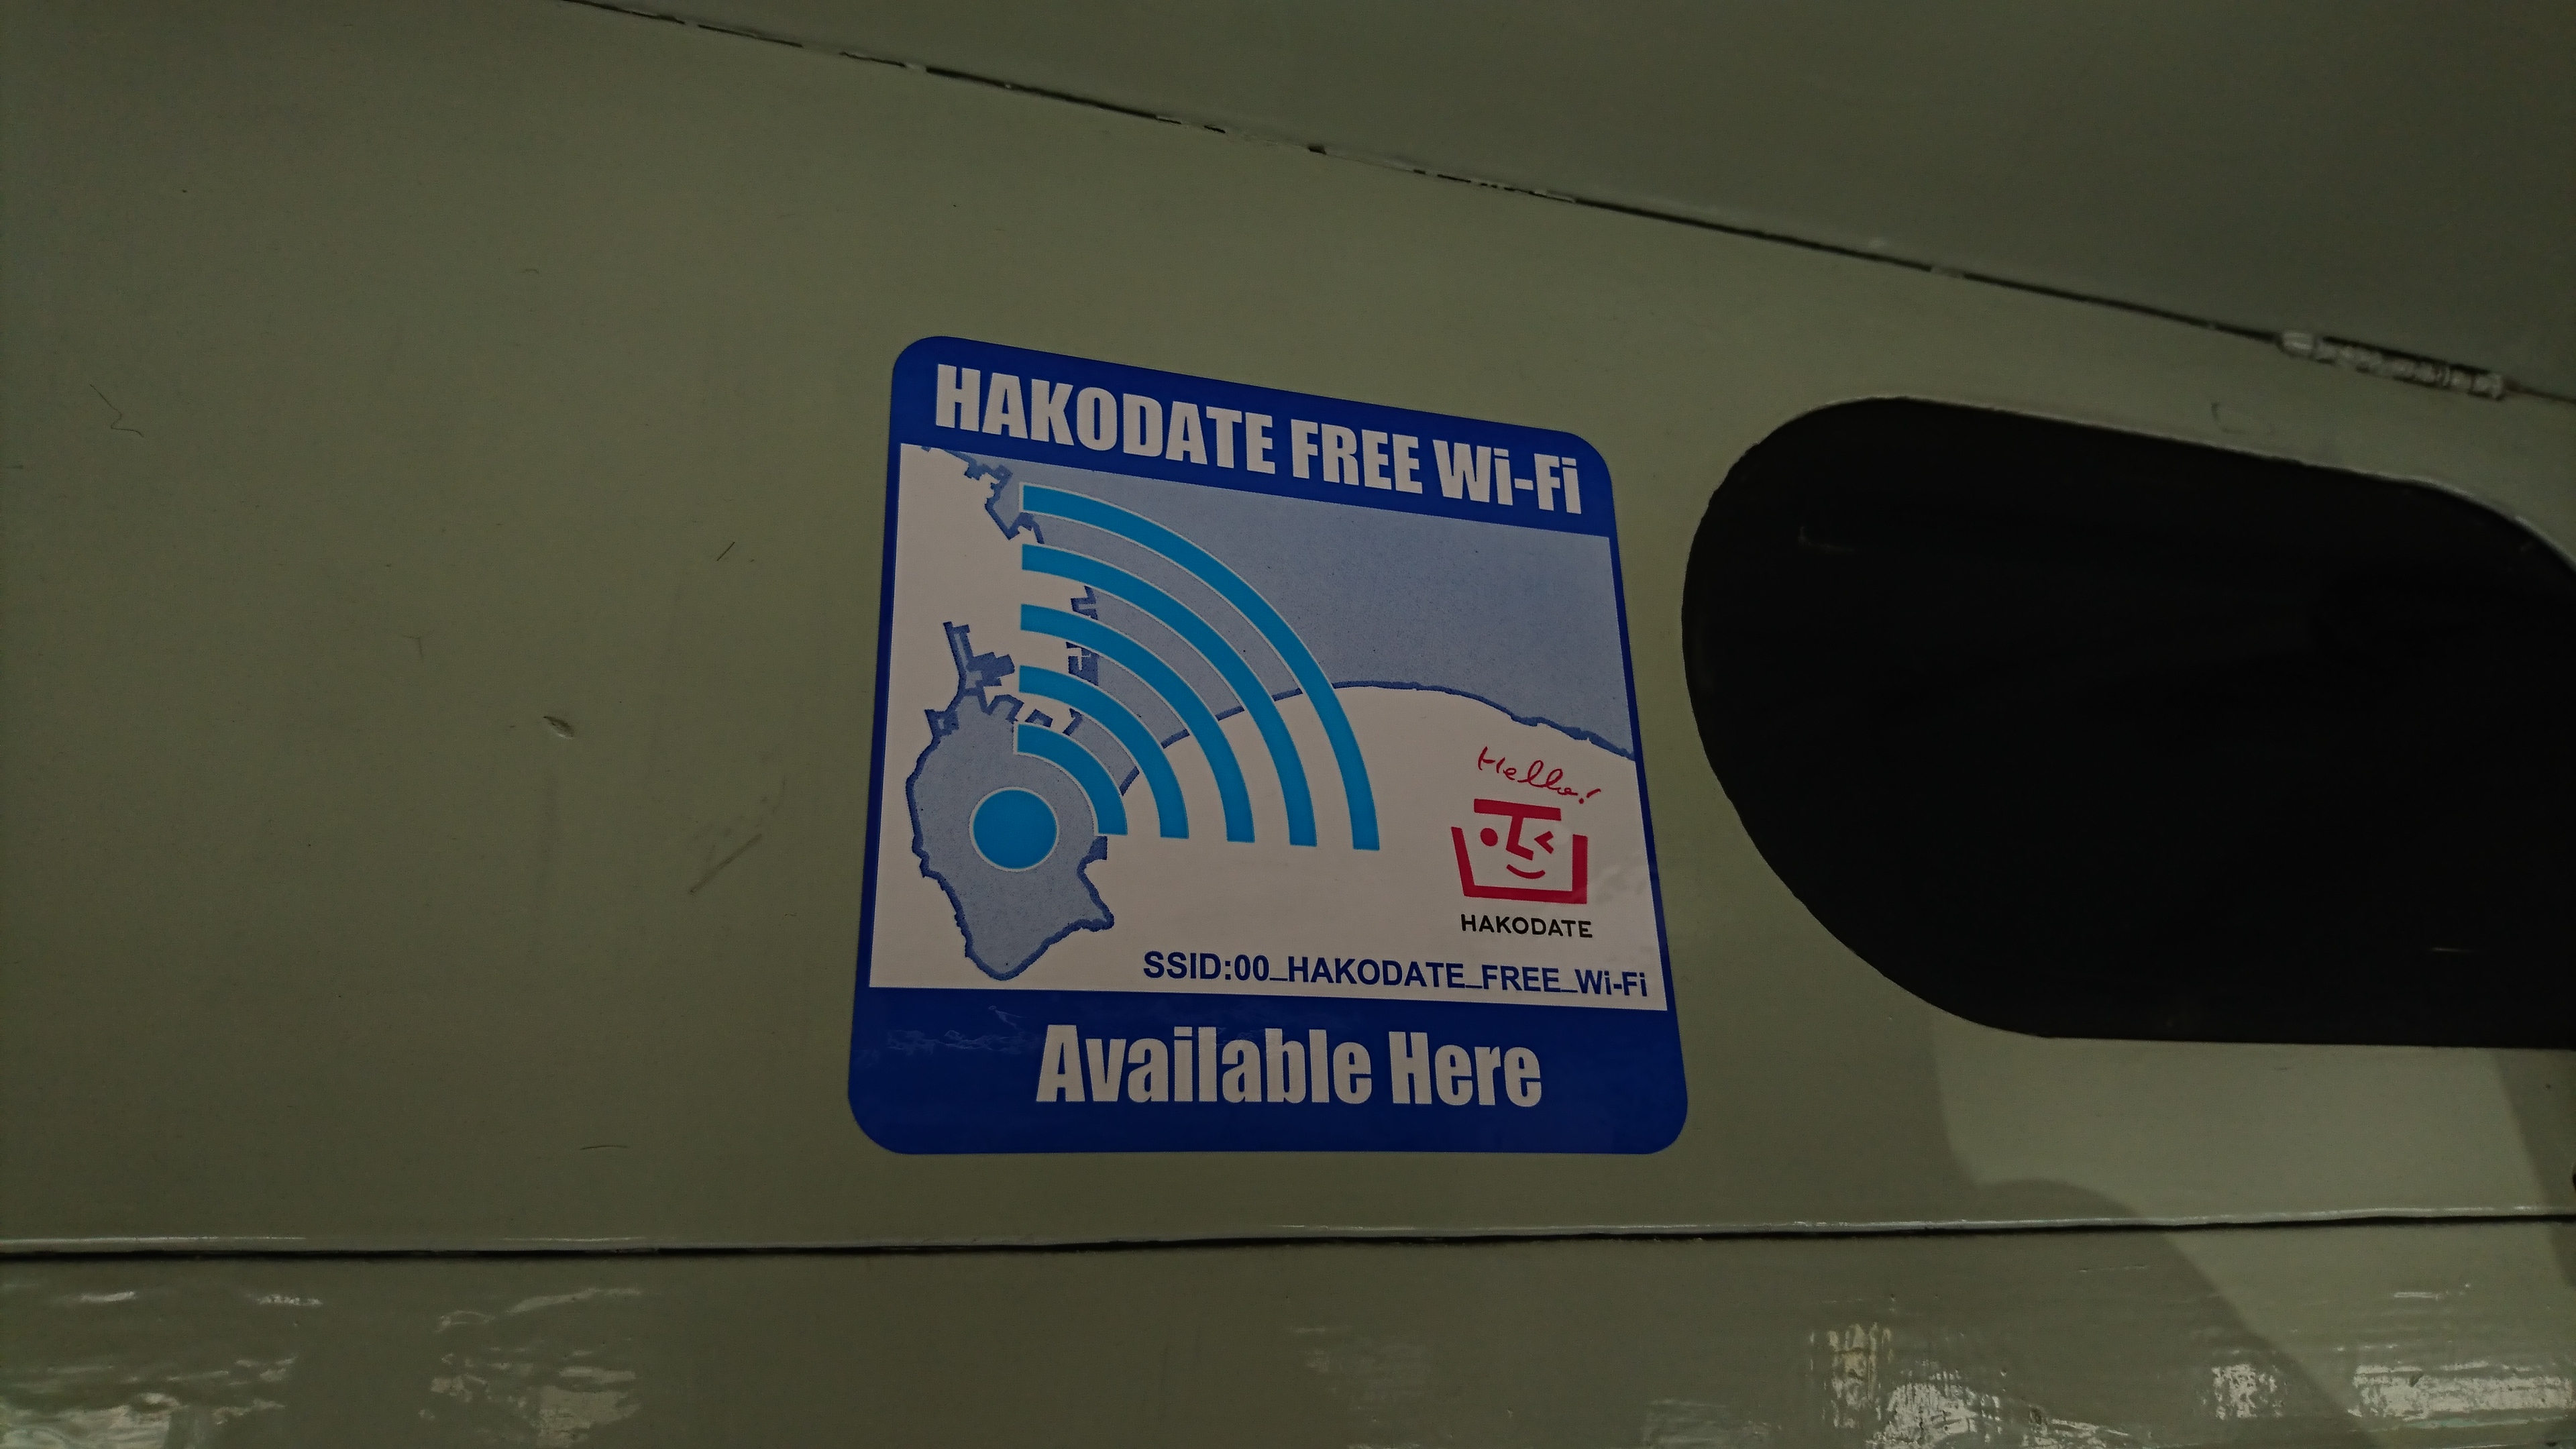 HAKODATE FREE Wi-Fi
Hello!
HAKODATE
SSID:00_HAKODATE_FREE_Wi-Fi
Available Here